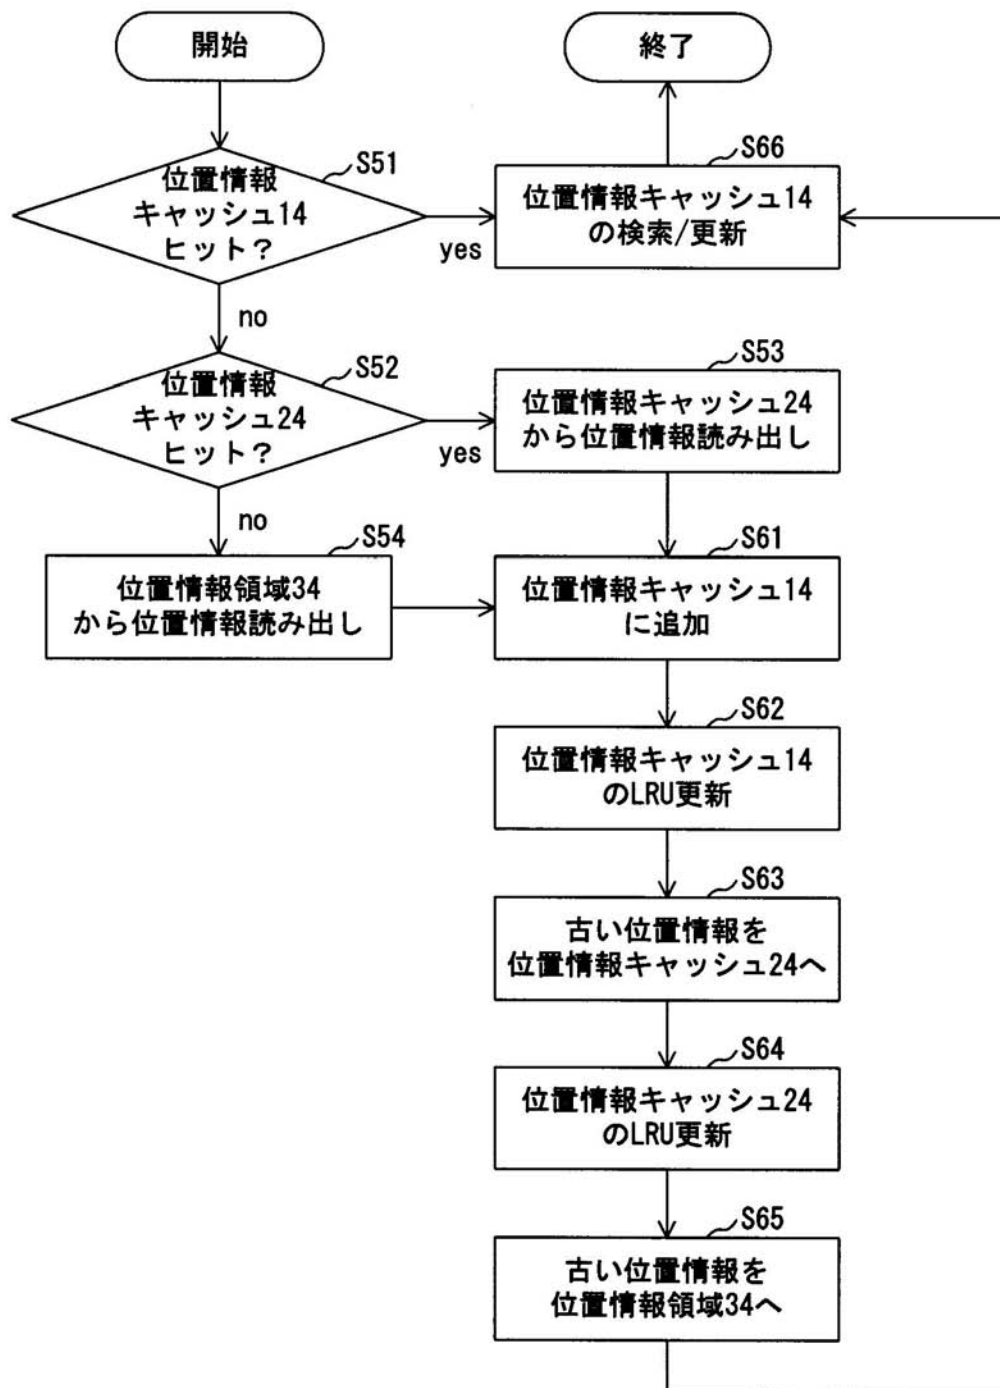 開始
終了
S51
位置情報
キャッシュ14
ヒット?
yes
no
S66
位置情報キャッシュ14
の検索/更新
S52
位置情報
キャッシュ24
ヒット?
yes
no
S53
位置情報キャッシュ24
から位置情報読み出し
S54
位置情報領域34
から位置情報読み出し
S61
位置情報キャッシュ14
に追加
S62
位置情報キャッシュ14
のLRU更新
S63
古い位置情報を
位置情報キャッシュ24へ
S64
位置情報キャッシュ24
のLRU更新
S65
古い位置情報を
位置情報領域34へ